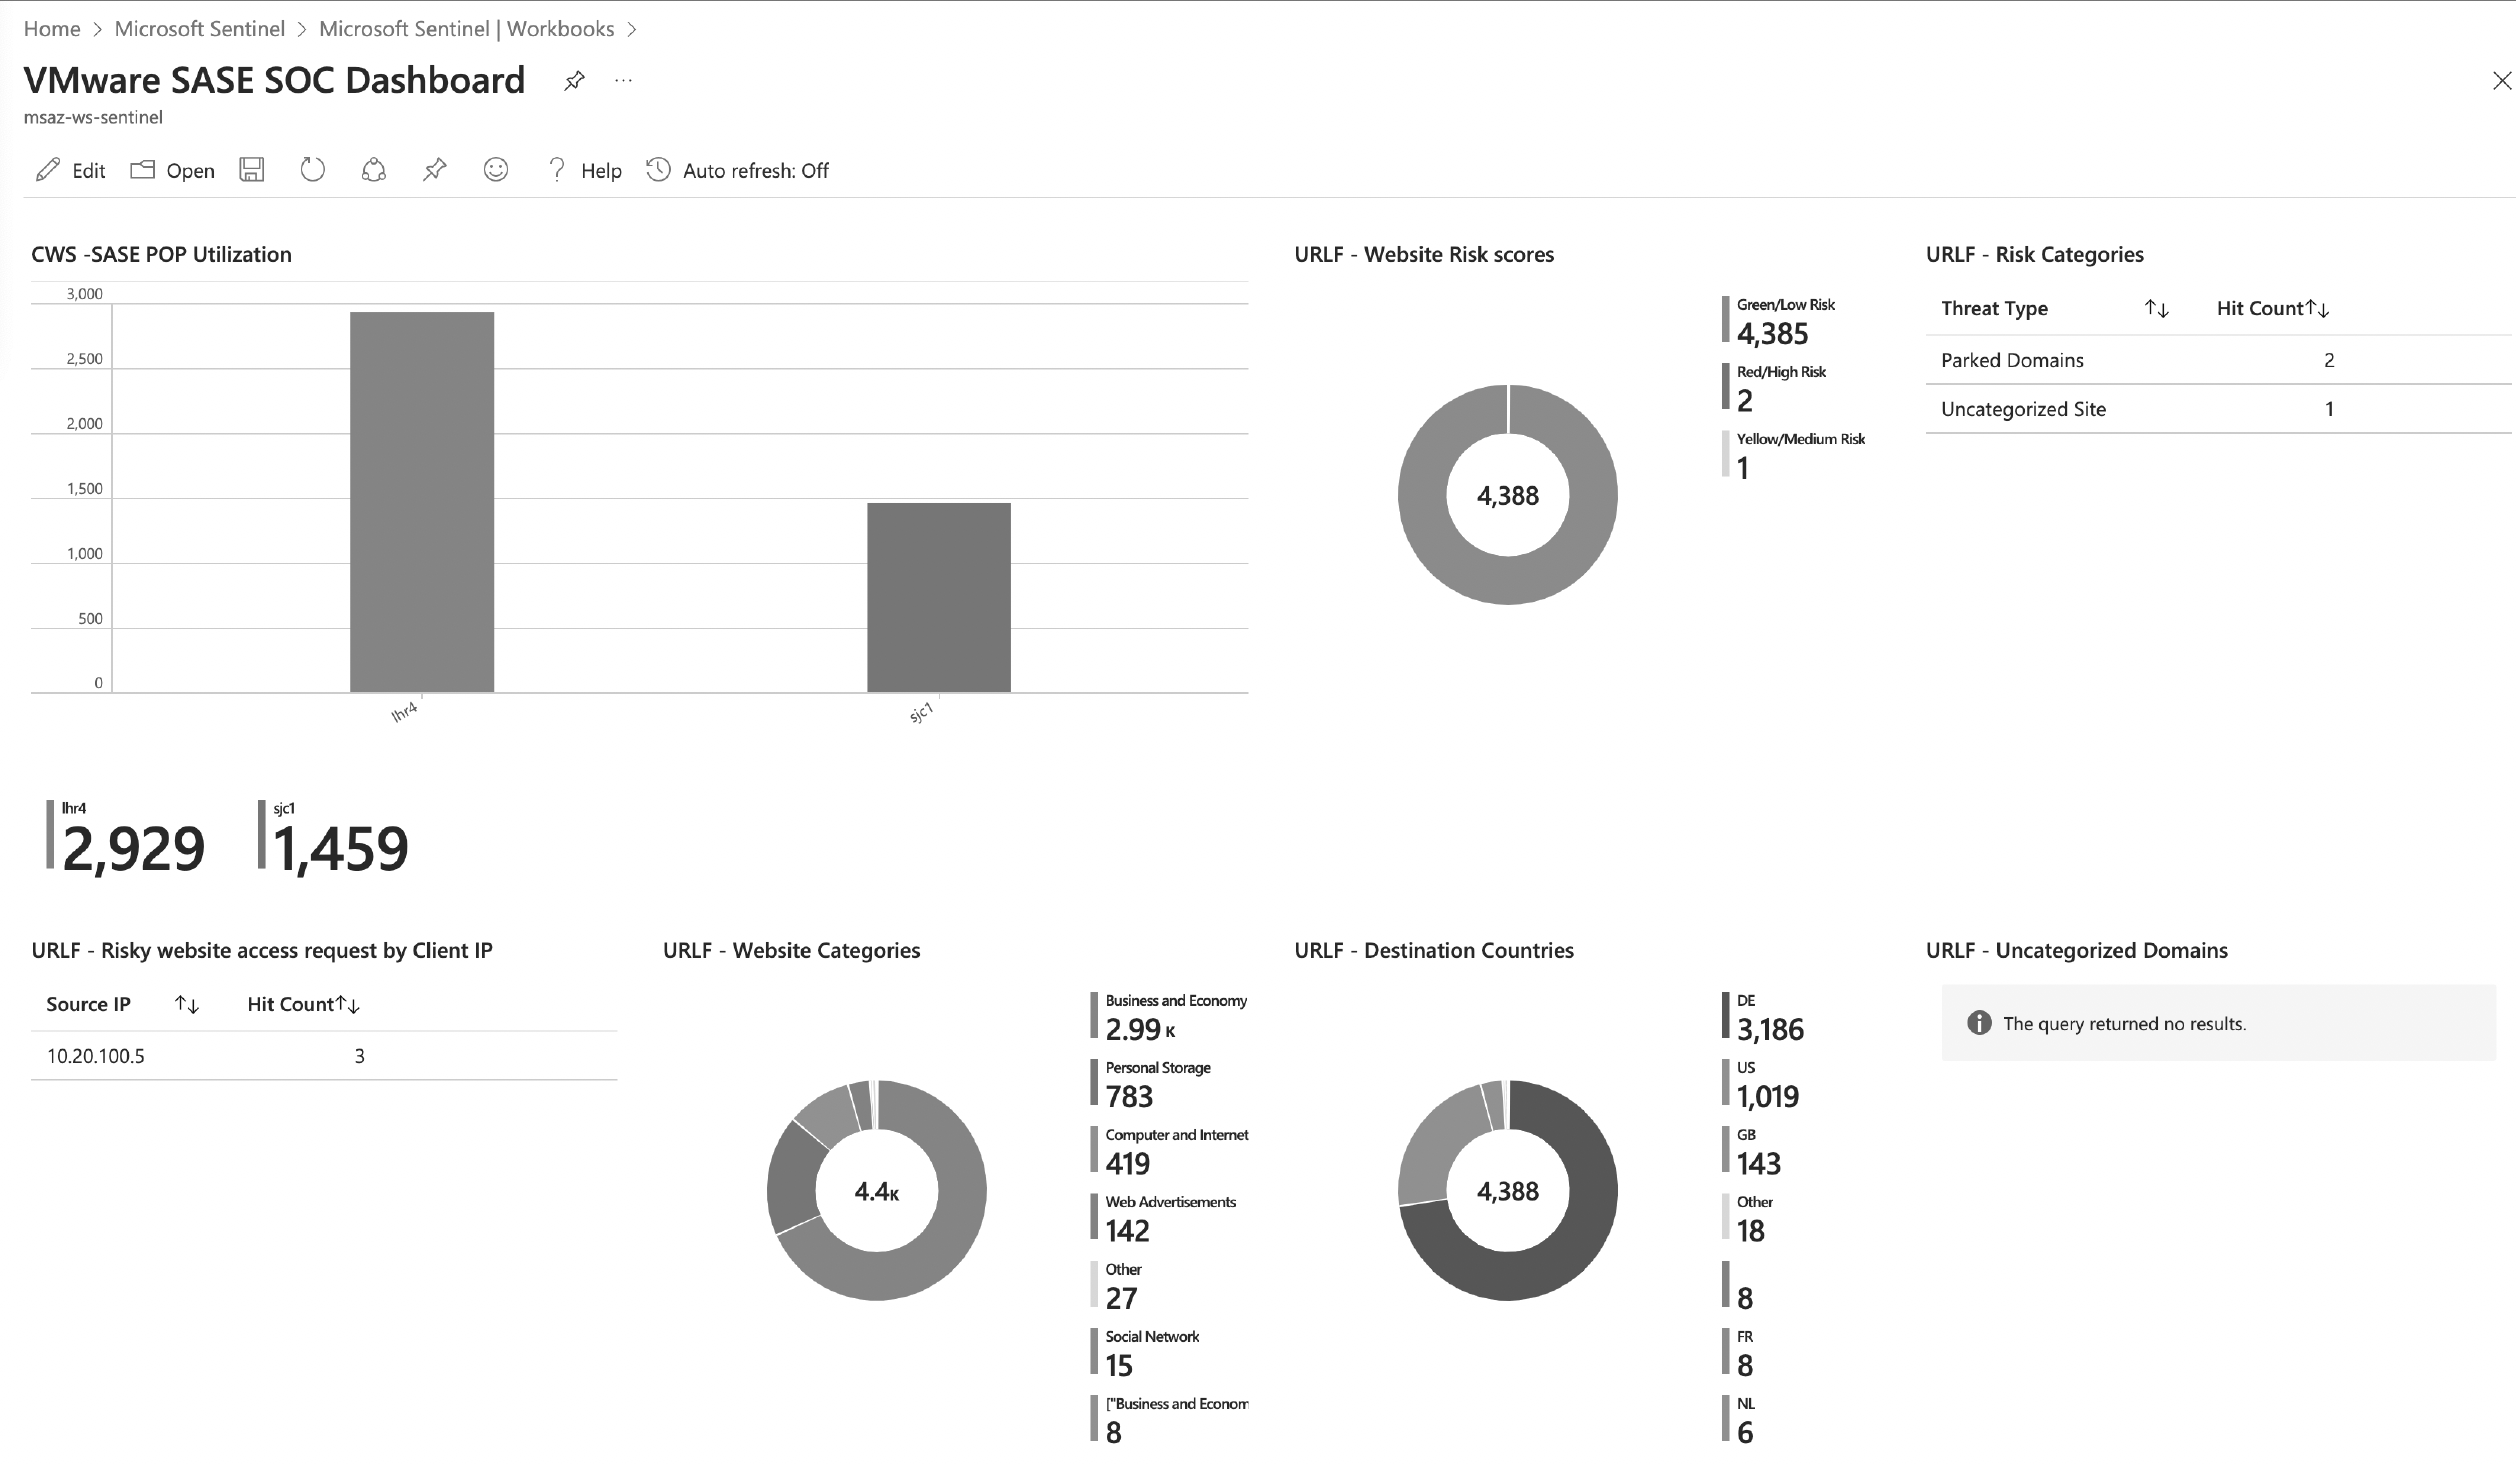 Home > Microsoft Sentinel > Microsoft Sentinel | Workbooks >
VMware SASE SOC Dashboard ...
msaz-ws-sentinel
Edit Open ? Help Auto refresh: Off
CWS -SASE POP Utilization
3,000
2,500
2,000
1,500
1,000
500
0
lhr4
sjc1
lhr4
2,929
sjc1
1,459
URLF - Website Risk scores
4,388
Green/Low Risk
4,385
Red/High Risk
2
Yellow/Medium Risk
1
URLF - Risk Categories
Threat Type ↑↓ Hit Count↑↓
Parked Domains 2
Uncategorized Site 1
URLF - Risky website access request by Client IP
Source IP ↑↓ Hit Count↑↓
10.20.100.5 3
URLF - Website Categories
4.4K
Business and Economy
2.99 K
Personal Storage
783
Computer and Internet
419
Web Advertisements
142
Other
27
Social Network
15
["Business and Econom
8
URLF - Destination Countries
4,388
DE
3,186
US
1,019
GB
143
Other
18
8
FR
8
NL
6
URLF - Uncategorized Domains
The query returned no results.